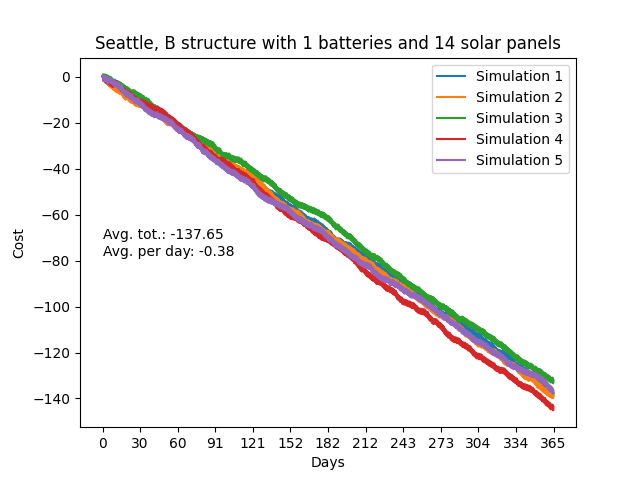 Seattle, B structure with 1 batteries and 14 solar panels
Simulation 1
Simulation 2
Simulation 3
Simulation 4
Simulation 5
0
−20
−40
−60
−80
−100
−120
−140
Cost
Avg. tot.: -137.65
Avg. per day: -0.38
0 30 60 91 121 152 182 212 243 273 304 334 365
Days